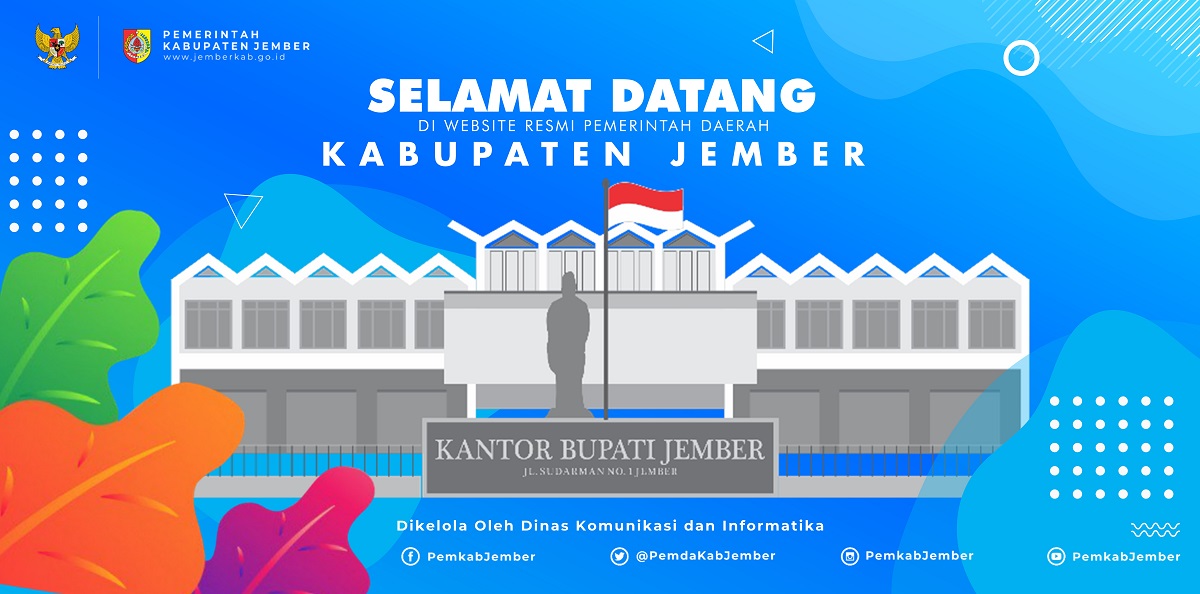 PEMERINTAH
KABUPATEN JEMBER
www.jemberkab.go.id
SELAMAT DATANG
DI WEBSITE RESMI PEMERINTAH DAERAH
KABUPATEN JEMBER
KANTOR BUPATI JEMBER
JL. SUDARMAN NO. 1 JLMBER
Dikelola Oleh Dinas Komunikasi dan Informatika
PemkabJember
@PemdaKabJember
PemkabJember
PemkabJember